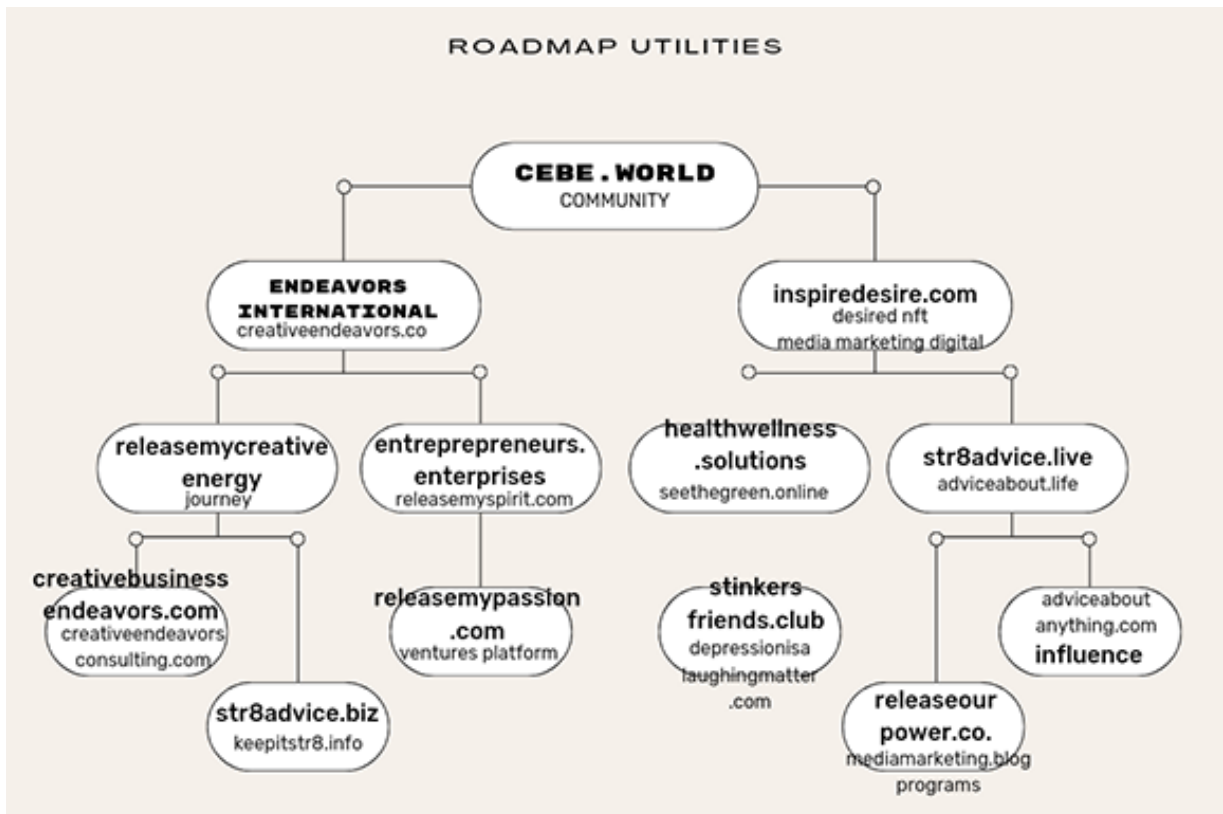 ROADMAP UTILITIES
CEBE.WORLD
COMMUNITY
ENDEAVORS
INTERNATIONAL
creativeendeavors.co
inspiredesire.com
desired nft
media marketing digital
releasemycreative
energy
journey
entreprepreneurs.
enterprises
releasemyspirit.com
healthwellness
.solutions
seethegreen.online
str8advice.live
adviceabout.life
creativebusiness
endeavors.com
creativeendeavors
consulting.com
str8advice.biz
keepitstr8.info
releasemypassion
.com
ventures platform
stinkers
friends.club
depressionisa
laughingmatter
.com
releaseour
power.co.
mediamarketing.blog
programs
adviceabout
anything.com
influence